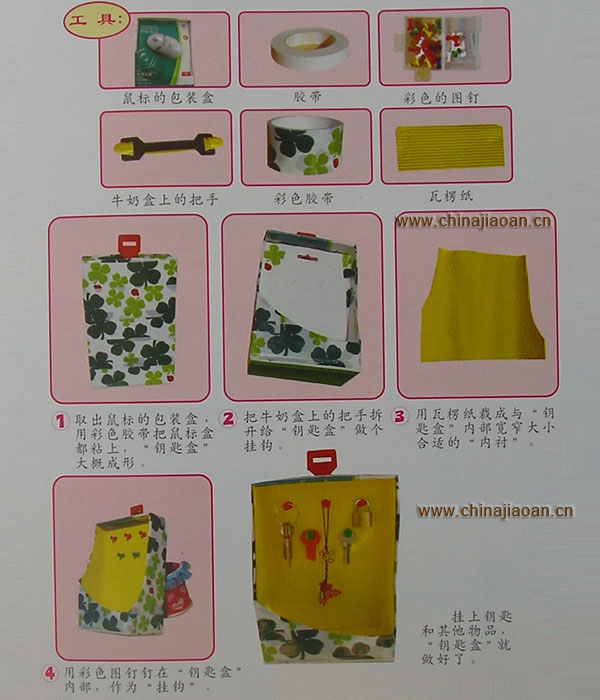 工具:
鼠标的包装盒
胶带
彩色的图钉
牛奶盒上的把手
彩色胶带
瓦楞纸
www.chinajiaoan.cn
1 取出鼠标的包装盒，
用彩色胶带把鼠标盒
都粘上，“钥匙盒”
大概成形。
2 把牛奶盒上的把手拆
开给“钥匙盒”做个
挂钩。
3 用瓦楞纸裁成与“钥
匙盒”内部宽窄大小
合适的“内衬”。
www.chinajiaoan.cn
4 用彩色图钉钉在“钥匙盒”
内部，作为“挂钩”。
挂上钥匙
和其他物品，
“钥匙盒”就
做好了。